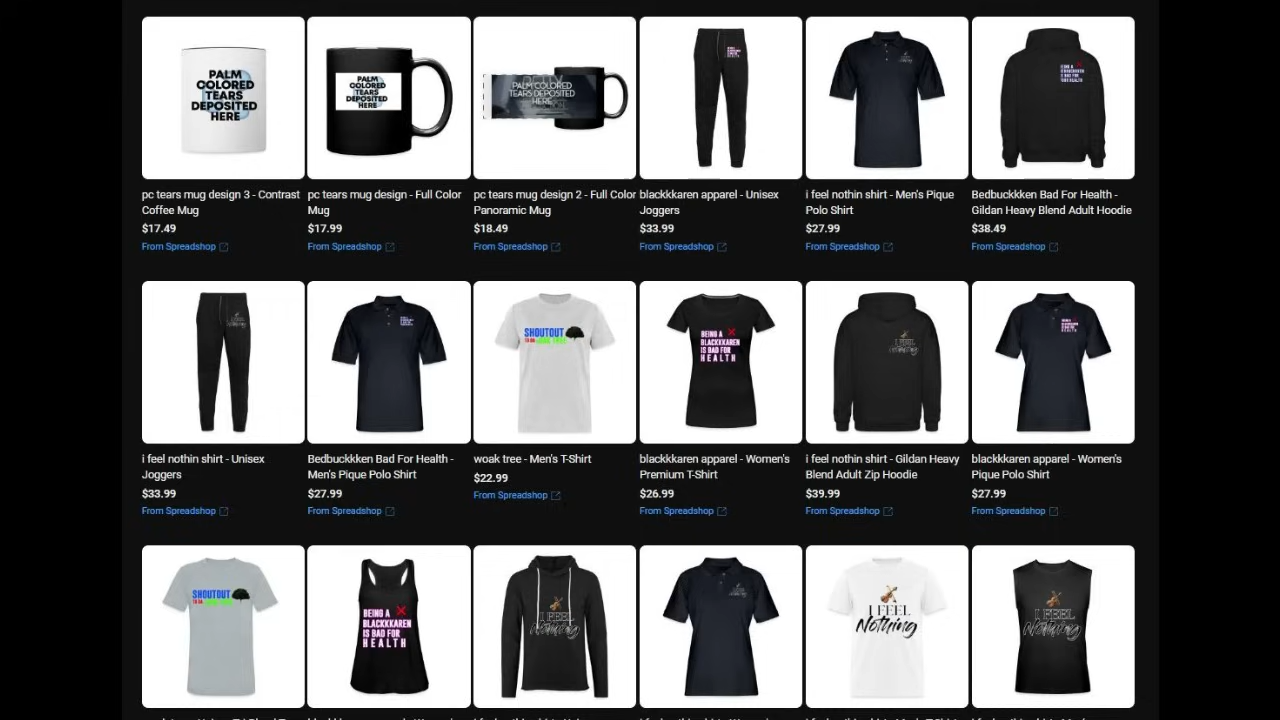 PALM
COLORED
TEARS
DEPOSITED
HERE
PALM
COLORED
TEARS
DEPOSITED
HERE
PALM COLORED
TEARS DEPOSITED
HERE
pc tears mug design 3 - Contrast
Coffee Mug
$17.49
From Spreadshop
pc tears mug design - Full Color
Mug
$17.99
From Spreadshop
pc tears mug design 2 - Full Color
Panoramic Mug
$18.49
From Spreadshop
blackkkaren apparel - Unisex
Joggers
$33.99
From Spreadshop
i feel nothin shirt - Men's Pique
Polo Shirt
$27.99
From Spreadshop
Bedbuckkken Bad For Health -
Gildan Heavy Blend Adult Hoodie
$38.49
From Spreadshop
SHOUTOUT
BEING A
BLACKKKAREN
IS BAD FOR
HEALTH
i feel nothin shirt - Unisex
Joggers
$33.99
From Spreadshop
Bedbuckkken Bad For Health -
Men's Pique Polo Shirt
$27.99
From Spreadshop
woak tree - Men's T-Shirt
$22.99
From Spreadshop
blackkkaren apparel - Women's
Premium T-Shirt
$26.99
From Spreadshop
i feel nothin shirt - Gildan Heavy
Blend Adult Zip Hoodie
$39.99
From Spreadshop
blackkkaren apparel - Women's
Pique Polo Shirt
$27.99
From Spreadshop
SHOUTOUT
BEING A
BLACKKKAREN
IS BAD FOR
HEALTH
I FEEL
Nothing
I FEEL
Nothing
I FEEL
Nothing